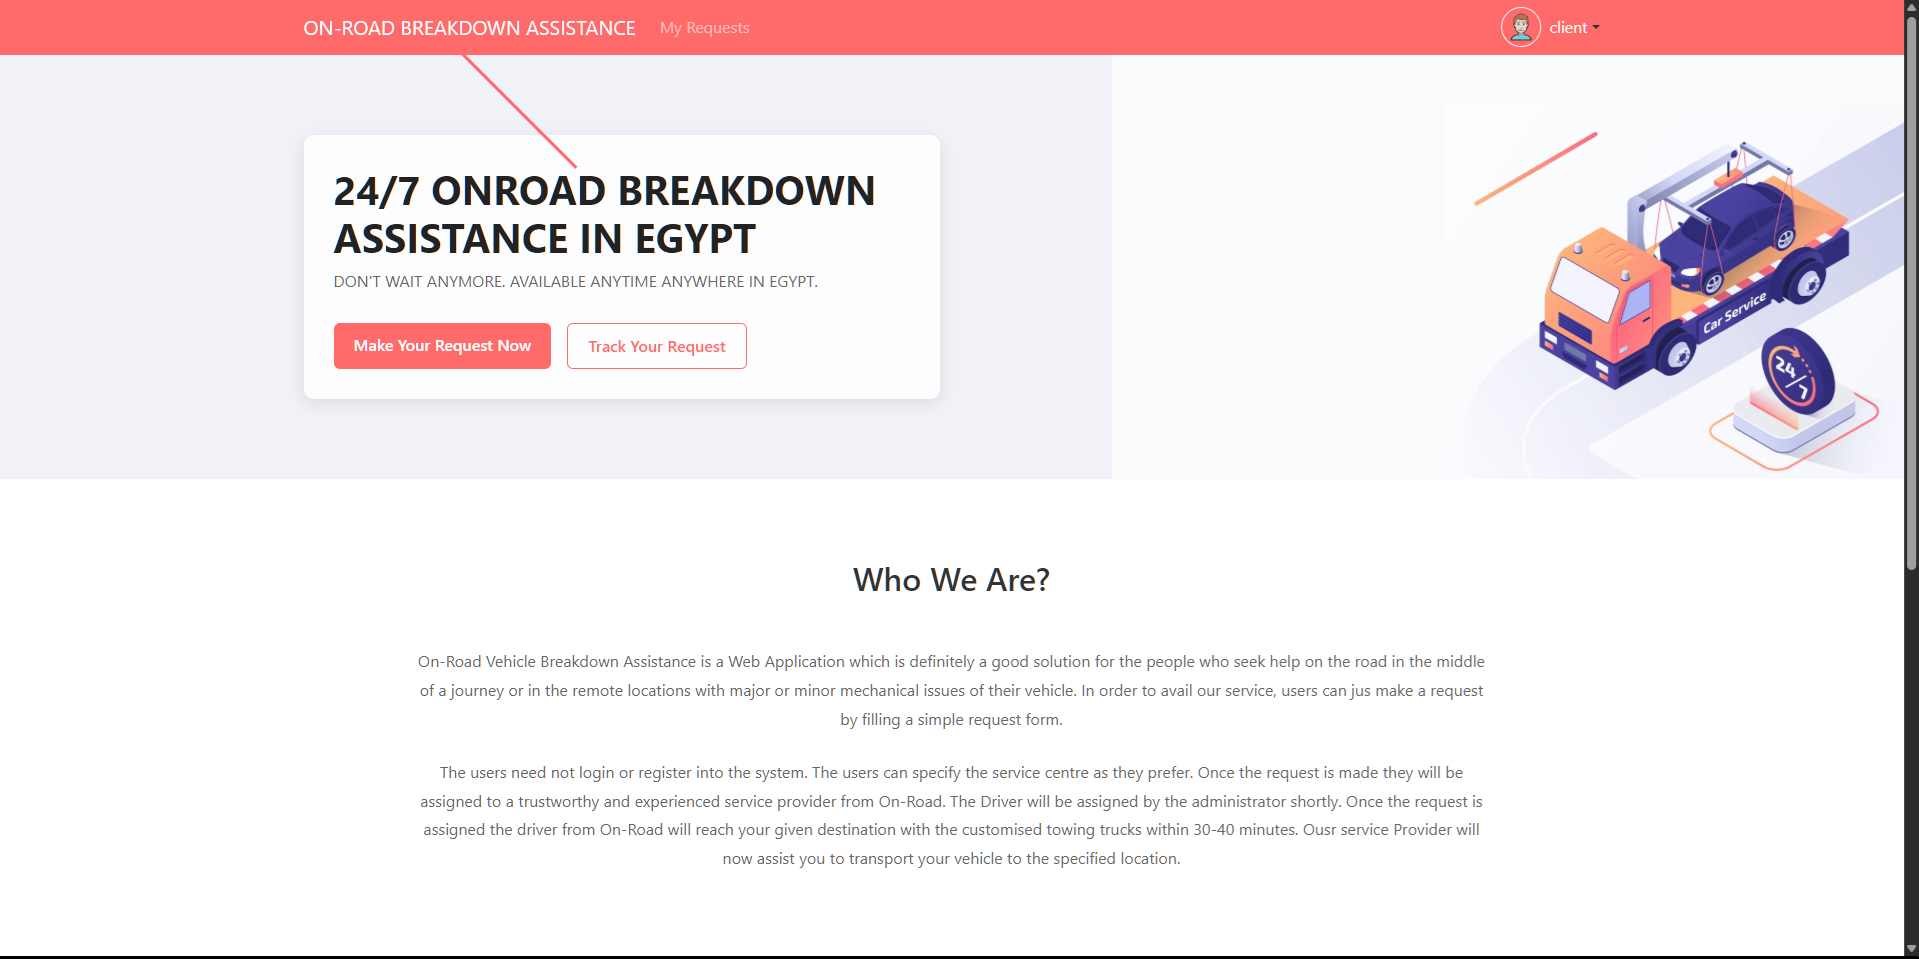 ON-ROAD BREAKDOWN ASSISTANCE
My Requests
client
24/7 ONROAD BREAKDOWN
ASSISTANCE IN EGYPT
DON'T WAIT ANYMORE. AVAILABLE ANYTIME ANYWHERE IN EGYPT.
Make Your Request Now
Track Your Request
Car Service
24/7
Who We Are?
On-Road Vehicle Breakdown Assistance is a Web Application which is definitely a good solution for the people who seek help on the road in the middle
of a journey or in the remote locations with major or minor mechanical issues of their vehicle. In order to avail our service, users can jus make a request
by filling a simple request form.
The users need not login or register into the system. The users can specify the service centre as they prefer. Once the request is made they will be
assigned to a trustworthy and experienced service provider from On-Road. The Driver will be assigned by the administrator shortly. Once the request is
assigned the driver from On-Road will reach your given destination with the customised towing trucks within 30-40 minutes. Ousr service Provider will
now assist you to transport your vehicle to the specified location.